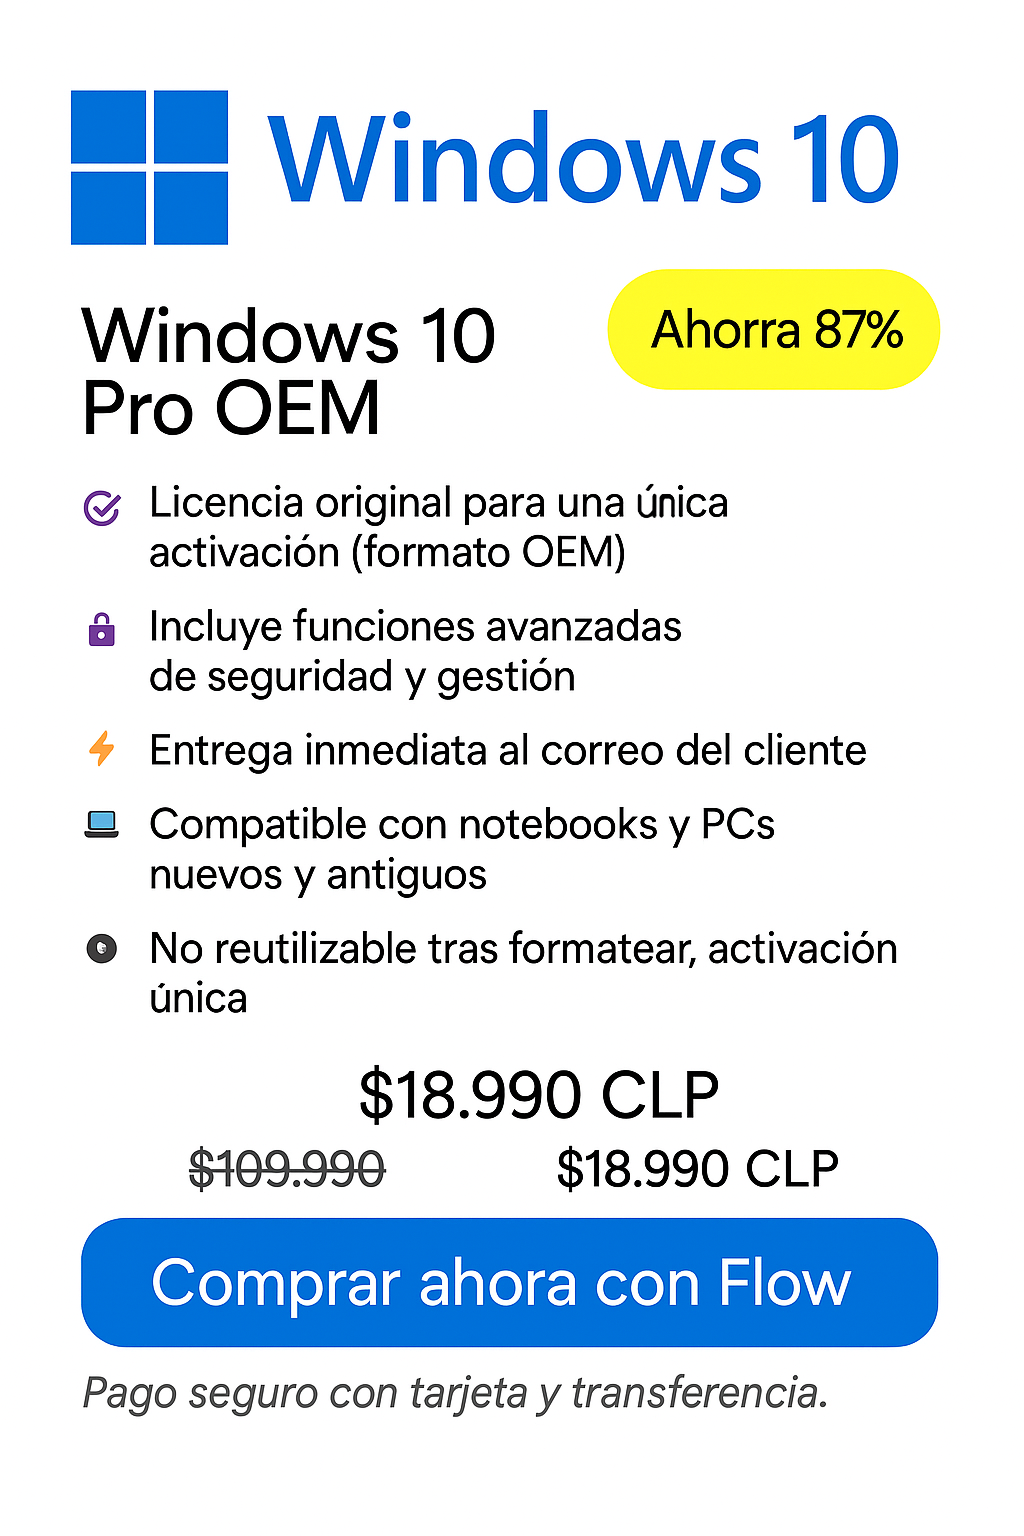 Windows 10
Windows 10
Pro OEM
Ahorra 87%
Licencia original para una única
activación (formato OEM)
Incluye funciones avanzadas
de seguridad y gestión
Entrega inmediata al correo del cliente
Compatible con notebooks y PCs
nuevos y antiguos
No reutilizable tras formatear, activación
única
$18.990 CLP
$109.990
$18.990 CLP
Comprar ahora con Flow
Pago seguro con tarjeta y transferencia.